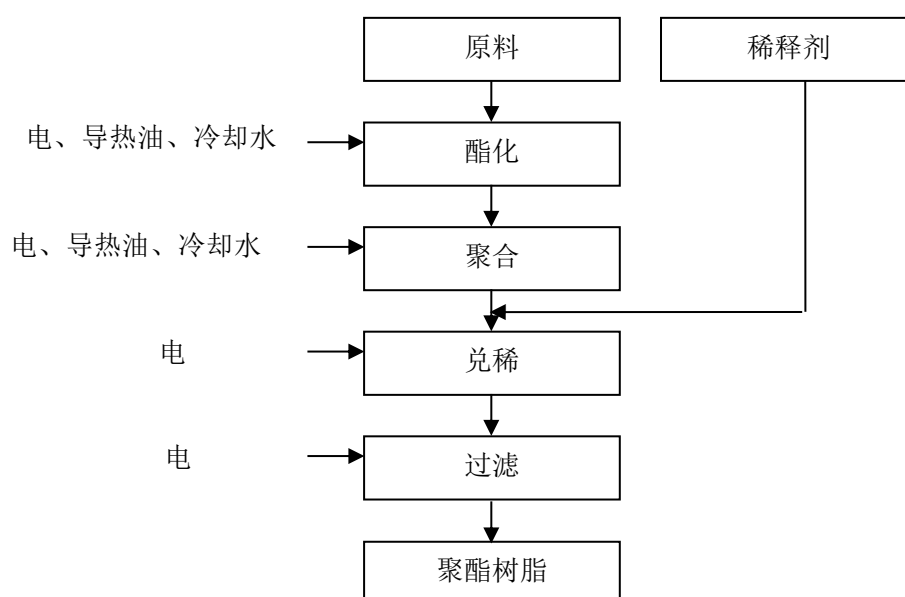 原料
稀释剂
电、导热油、冷却水
酯化
电、导热油、冷却水
聚合
电
兑稀
电
过滤
聚酯树脂